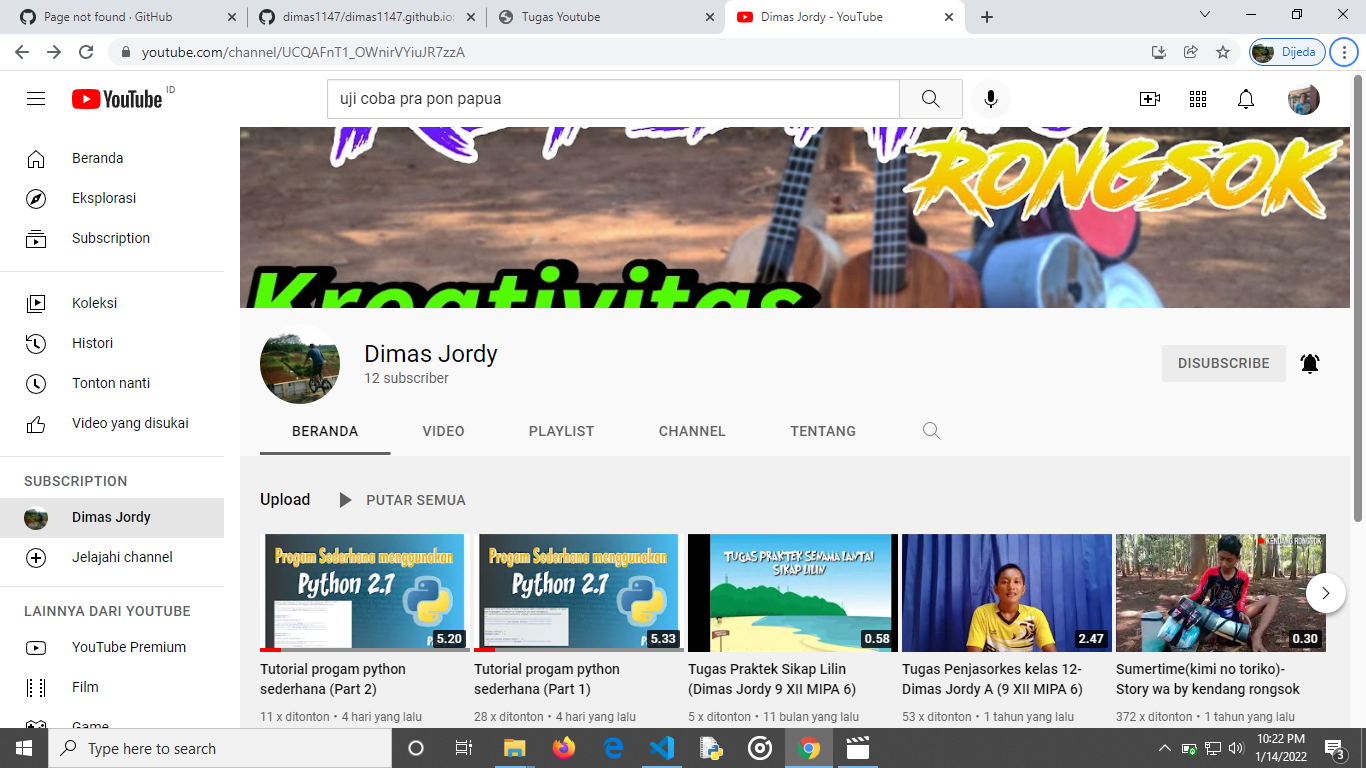 Page not found · GitHub
dimas1147/dimas1147.github.io:
Tugas Youtube
Dimas Jordy - YouTube
youtube.com/channel/UCQAFnT1_OWnirVYiuJR7zzA
Dijeda
YouTube ID
uji coba pra pon papua
Beranda
Eksplorasi
Subscription
Koleksi
Histori
Tonton nanti
Video yang disukai
SUBSCRIPTION
Dimas Jordy
Jelajahi channel
LAINNYA DARI YOUTUBE
YouTube Premium
Film
Game
RONGSOK
Kreativitas
Dimas Jordy
12 subscriber
DISUBSCRIBE
BERANDA
VIDEO
PLAYLIST
CHANNEL
TENTANG
Upload
PUTAR SEMUA
Progam Sederhana menggunakan
Python 2.7
5.20
Tutorial progam python
sederhana (Part 2)
11 x ditonton • 4 hari yang lalu
Progam Sederhana menggunakan
Python 2.7
5.33
Tutorial progam python
sederhana (Part 1)
28 x ditonton • 4 hari yang lalu
TUGAS PRAKTEK SENAMA LANTAI
SIKAP LILIN
0.58
Tugas Praktek Sikap Lilin
(Dimas Jordy 9 XII MIPA 6)
5 x ditonton • 11 bulan yang lalu
2.47
Tugas Penjasorkes kelas 12-
Dimas Jordy A (9 XII MIPA 6)
53 x ditonton • 1 tahun yang lalu
KENDANG RONGSOK
0.30
Sumertime(kimi no toriko)-
Story wa by kendang rongsok
372 x ditonton • 1 tahun yang lalu
Type here to search
10:22 PM
1/14/2022
3